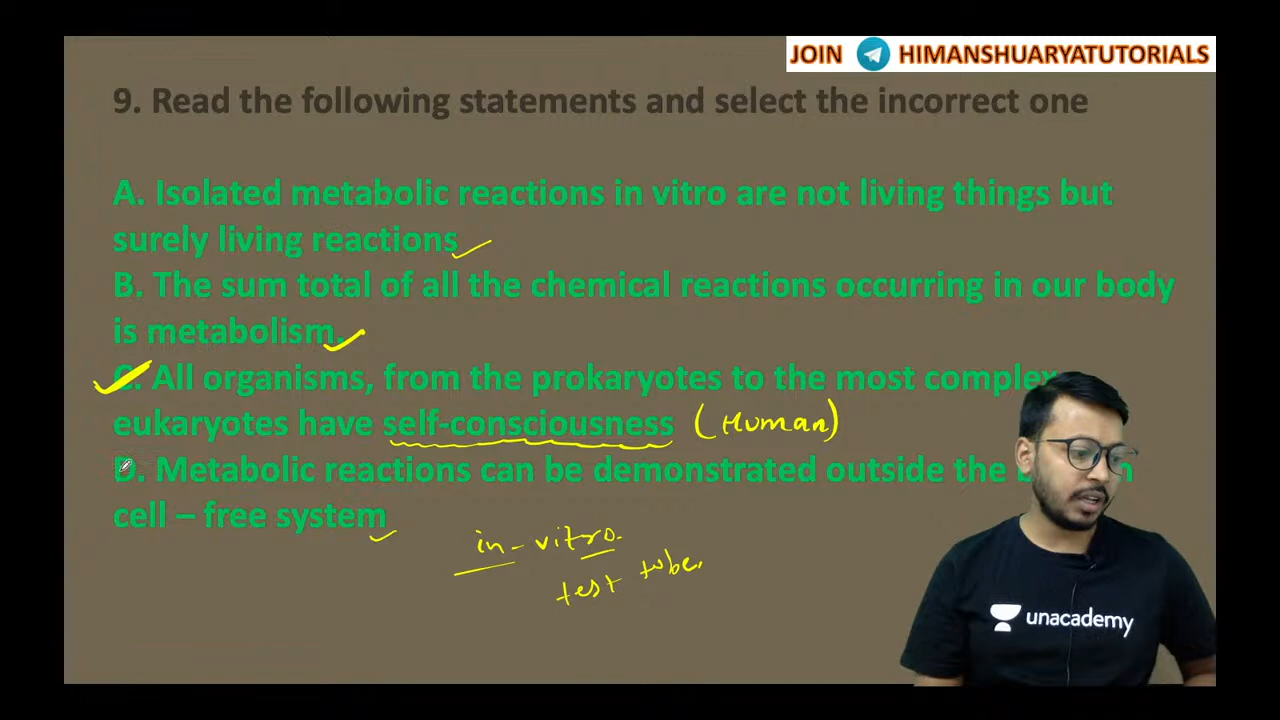 JOIN HIMANSHUARYATUTORIALS
9. Read the following statements and select the incorrect one
A. Isolated metabolic reactions in vitro are not living things but
surely living reactions
B. The sum total of all the chemical reactions occurring in our body
is metabolism.
C. All organisms, from the prokaryotes to the most complex
eukaryotes have self-consciousness (Human)
D. Metabolic reactions can be demonstrated outside the
cell – free system
in-vitro.
test tube.
unacademy